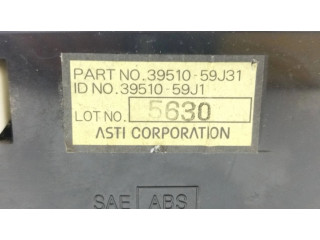 PART NO.39510-59J31
ID NO.39510-59J1
LOT NO. 5630
ASTI CORPORATION
SAE ABS